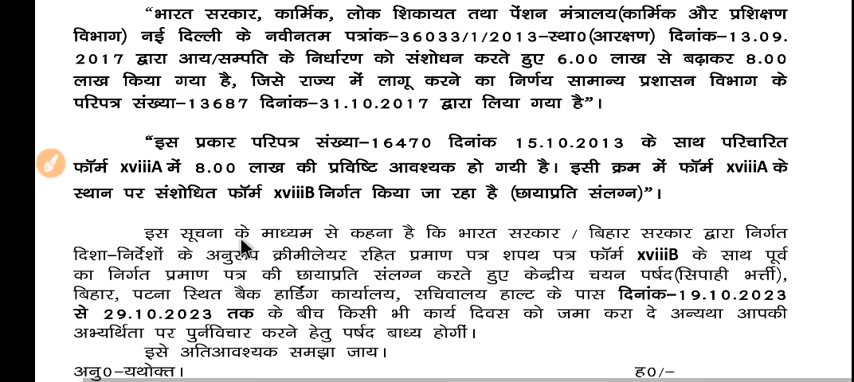 “भारत सरकार, कार्मिक, लोक शिकायत तथा पेंशन मंत्रालय(कार्मिक और प्रशिक्षण
विभाग) नई दिल्ली के नवीनतम पत्रांक–36033/1/2013–स्था0(आरक्षण) दिनांक–13.09.
2017 द्वारा आय/सम्पति के निर्धारण को संशोधन करते हुए 6.00 लाख से बढ़ाकर 8.00
लाख किया गया है, जिसे राज्य में लागू करने का निर्णय सामान्य प्रशासन विभाग के
परिपत्र संख्या–13687 दिनांक–31.10.2017 द्वारा लिया गया है”।
“इस प्रकार परिपत्र संख्या–16470 दिनांक 15.10.2013 के साथ परिचारित
फॉर्म xviiiA में 8.00 लाख की प्रविष्टि आवश्यक हो गयी है। इसी क्रम में फॉर्म xviiiA के
स्थान पर संशोधित फॉर्म xviiiB निर्गत किया जा रहा है (छायाप्रति संलग्न)”।
इस सूचना के माध्यम से कहना है कि भारत सरकार / बिहार सरकार द्वारा निर्गत
दिशा–निर्देशों के अनुरूप क्रीमीलेयर रहित प्रमाण पत्र शपथ पत्र फॉर्म xviiiB के साथ पूर्व
का निर्गत प्रमाण पत्र की छायाप्रति संलग्न करते हुए केन्द्रीय चयन पर्षद(सिपाही भर्ती),
बिहार, पटना स्थित बैक हार्डिंग कार्यालय, सचिवालय हाल्ट के पास दिनांक–19.10.2023
से 29.10.2023 तक के बीच किसी भी कार्य दिवस को जमा करा दे अन्यथा आपकी
अभ्यर्थिता पर पुर्नविचार करने हेतु पर्षद बाध्य होगीं।
इसे अतिआवश्यक समझा जाय।
अनु0–यथोक्त। ह0/–